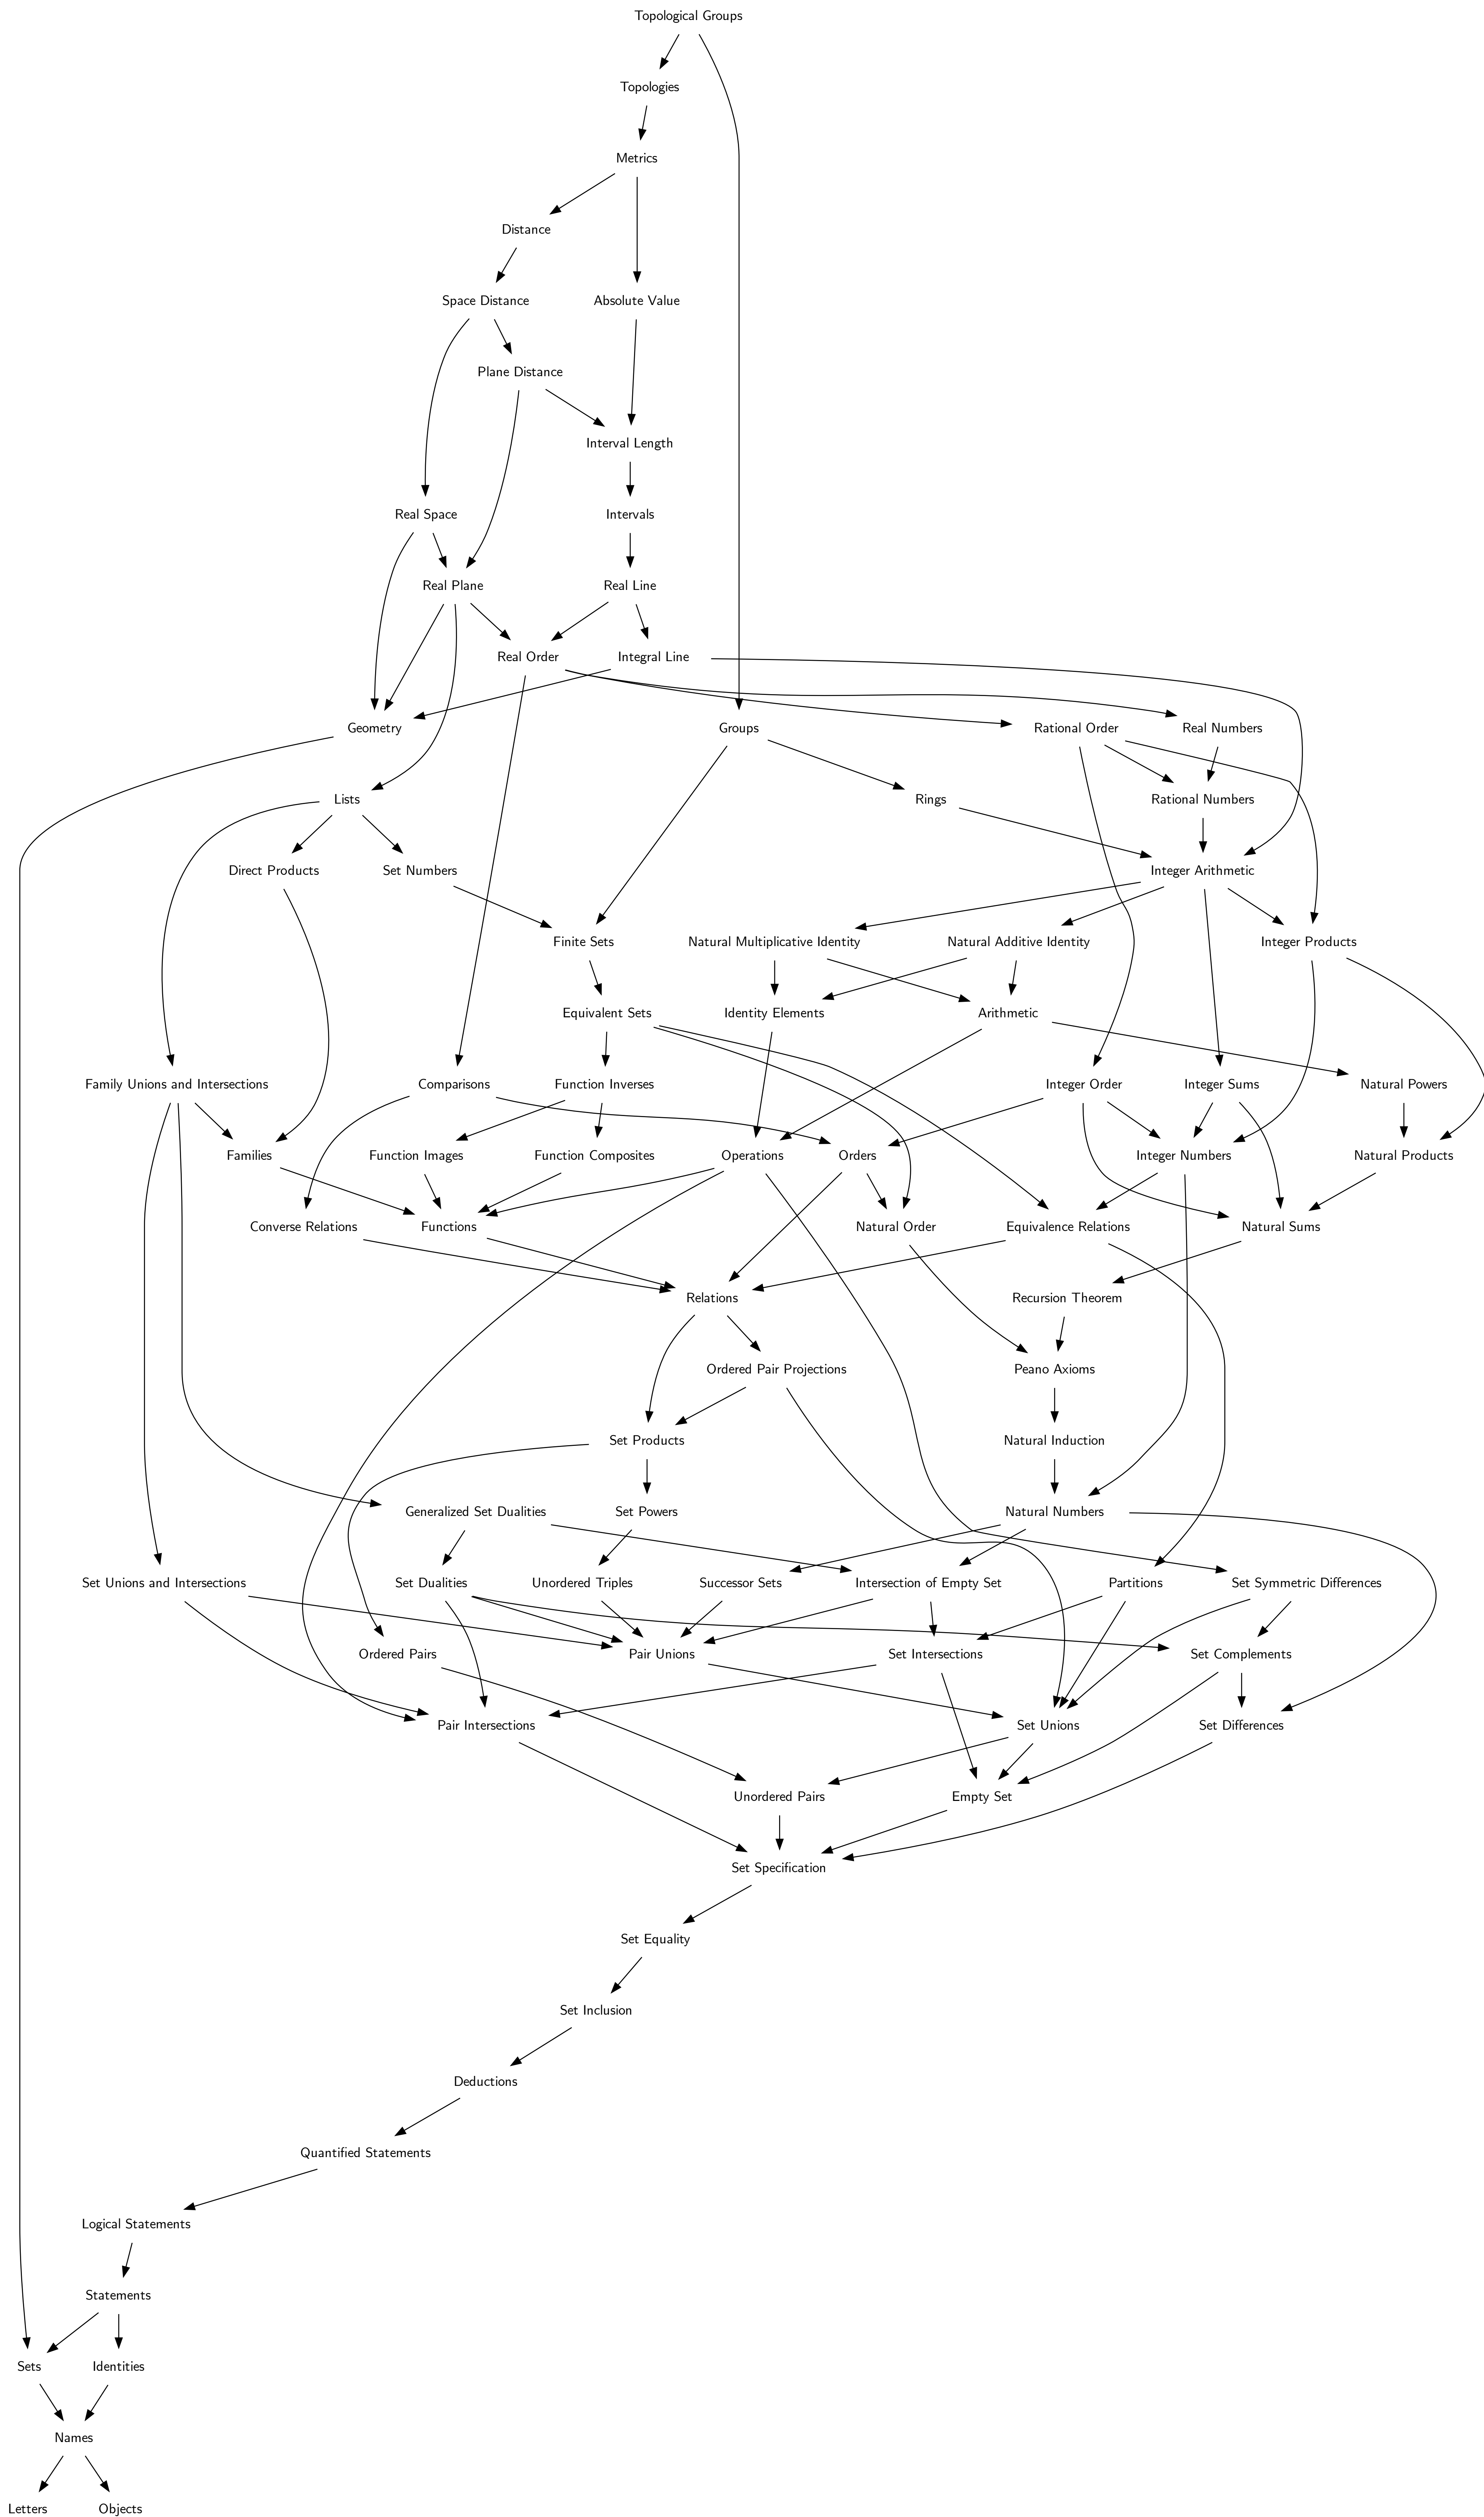 Topological Groups
Topologies
Metrics
Distance
Space Distance
Absolute Value
Plane Distance
Interval Length
Real Space
Intervals
Real Plane
Real Line
Real Order
Integral Line
Geometry
Groups
Rational Order
Real Numbers
Lists
Rings
Rational Numbers
Direct Products
Set Numbers
Integer Arithmetic
Finite Sets
Natural Multiplicative Identity
Natural Additive Identity
Integer Products
Equivalent Sets
Identity Elements
Arithmetic
Family Unions and Intersections
Comparisons
Function Inverses
Integer Order
Integer Sums
Natural Powers
Families
Function Images
Function Composites
Operations
Orders
Integer Numbers
Natural Products
Converse Relations
Functions
Natural Order
Equivalence Relations
Natural Sums
Relations
Recursion Theorem
Ordered Pair Projections
Peano Axioms
Set Products
Natural Induction
Generalized Set Dualities
Set Powers
Natural Numbers
Set Unions and Intersections
Set Dualities
Unordered Triples
Successor Sets
Intersection of Empty Set
Partitions
Set Symmetric Differences
Ordered Pairs
Pair Unions
Set Intersections
Set Complements
Pair Intersections
Set Unions
Set Differences
Unordered Pairs
Empty Set
Set Specification
Set Equality
Set Inclusion
Deductions
Quantified Statements
Logical Statements
Statements
Sets
Identities
Names
Letters
Objects